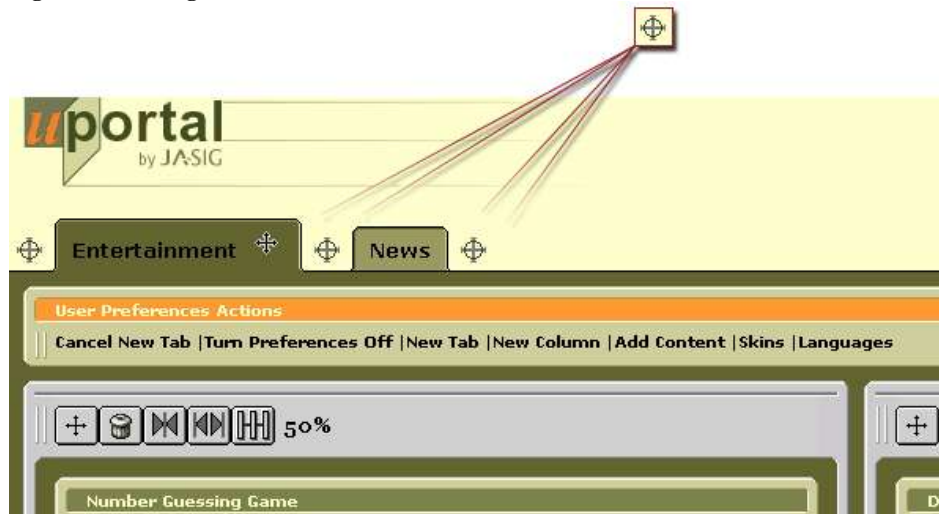 uportal
by JA-SIG
Entertainment
News
User Preferences Actions
Cancel New Tab |Turn Preferences Off |New Tab |New Column |Add Content |Skins |Languages
50%
Number Guessing Game
D